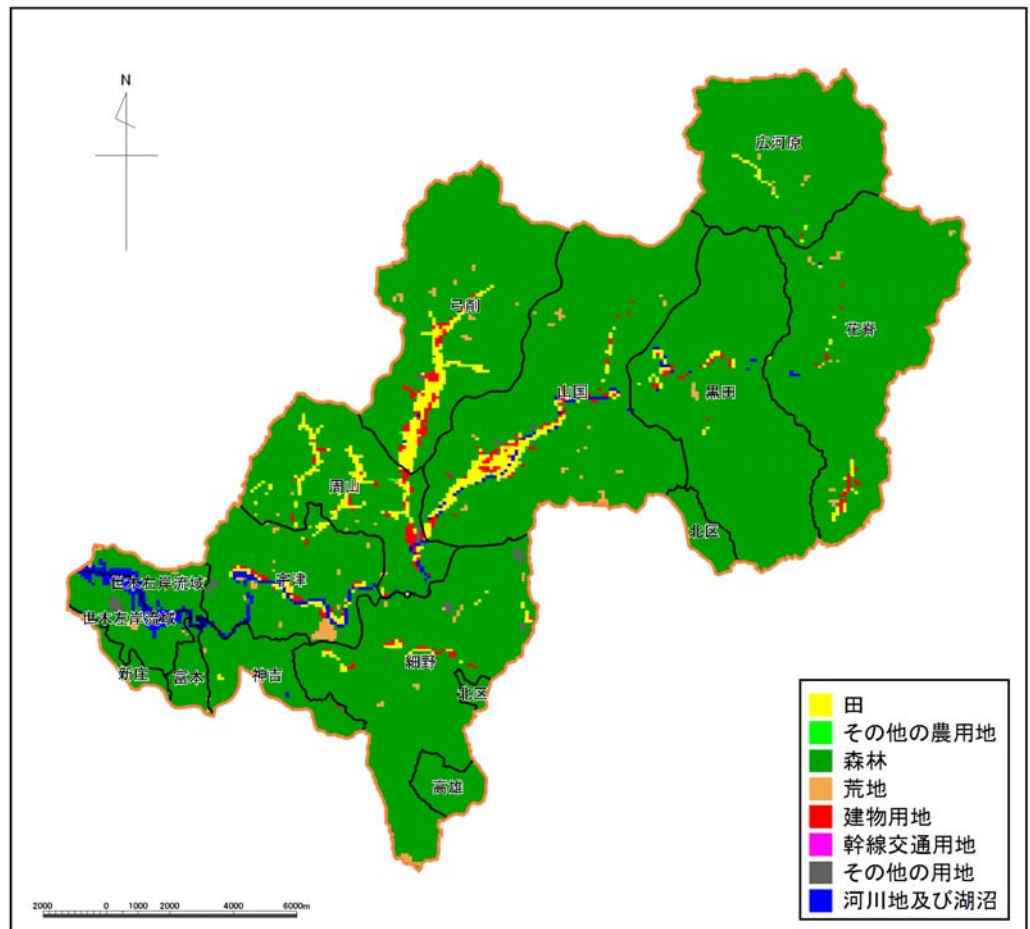 N
広河原
弓削
花脊
山国
黒田
周山
北区
世木右岸流域
宇津
世木左岸流域
細野
新庄
富本
神吉
北区
高雄
田
その他の農用地
森林
荒地
建物用地
幹線交通用地
その他の用地
河川地及び湖沼
2000 0 1000 2000 4000 6000m